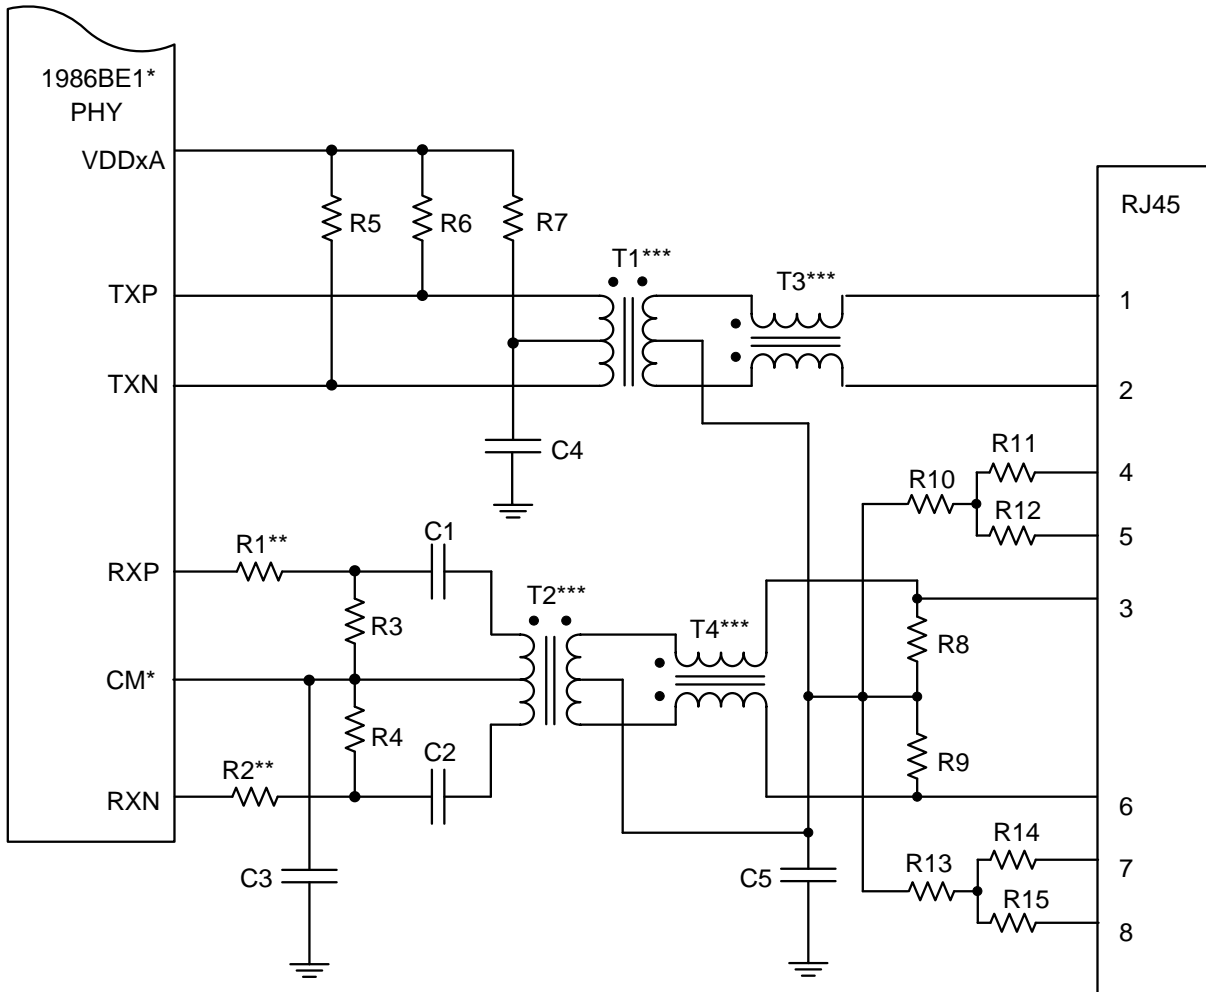 1986BE1*
PHY
VDDxA
RJ45
R5
R6
R7
T1***
T3***
TXP
1
TXN
2
C4
R11
4
R10
R12
5
C1
R1**
RXP
T2***
3
R3
T4***
R8
CM*
R4
C2
R9
R2**
RXN
6
R14
R13
7
C3
C5
R15
8